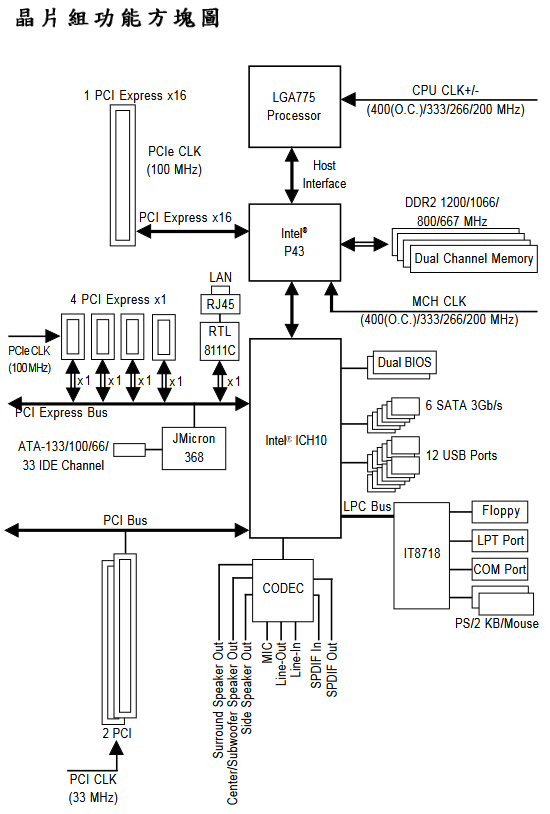 晶片組功能方塊圖
1 PCI Express x16
LGA775
Processor
CPU CLK+/-
(400(O.C.)/333/266/200 MHz)
PCIe CLK
(100 MHz)
Host
Interface
PCI Express x16
Intel®
P43
DDR2 1200/1066/
800/667 MHz
Dual Channel Memory
LAN
RJ45
RTL
8111C
4 PCI Express x1
MCH CLK
(400(O.C.)/333/266/200 MHz)
PCIe CLK
(100 MHz)
x 1
x 1
x 1
x 1
x 1
PCI Express Bus
Dual BIOS
6 SATA 3Gb/s
Intel® ICH10
ATA-133/100/66/
33 IDE Channel
JMicron
368
12 USB Ports
LPC Bus
PCI Bus
IT8718
Floppy
LPT Port
COM Port
PS/2 KB/Mouse
CODEC
Surround Speaker Out
Center/Subwoofer Speaker Out
Side Speaker Out
MIC
Line-Out
Line-In
SPDIF In
SPDIF Out
2 PCI
PCI CLK
(33 MHz)